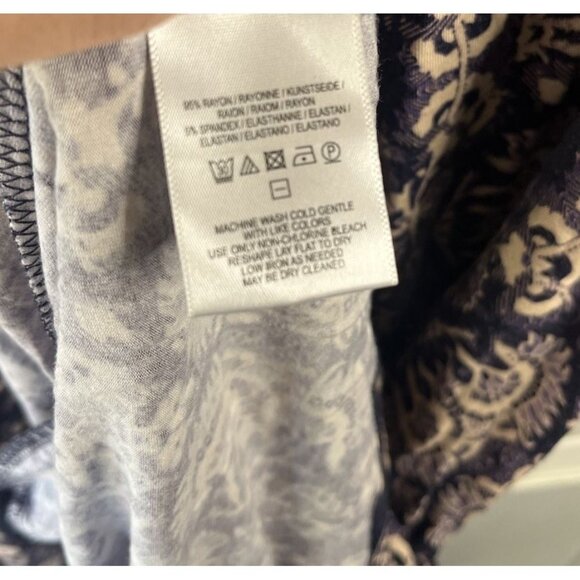 95% RAYON / RAYONNE / KUNSTSEIDE /
RAION / RAIOM / RAYON
5% SPANDEX / ELASTHANNE / ELASTAN /
ELASTAN / ELASTANO / ELASTANO
MACHINE WASH COLD GENTLE
WITH LIKE COLORS
USE ONLY NON-CHLORINE BLEACH
RESHAPE LAY FLAT TO DRY
LOW IRON AS NEEDED
MAY BE DRY CLEANED